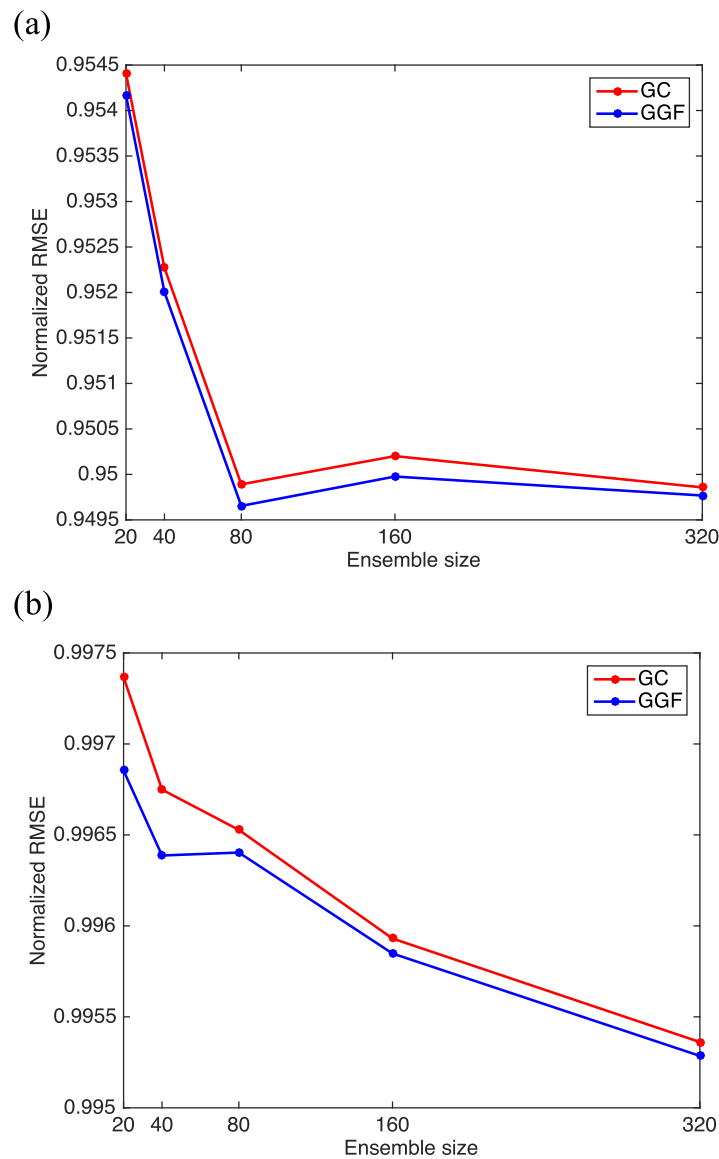 (a)
0.9545
0.954
0.9535
0.953
0.9525
0.952
0.9515
0.951
0.9505
0.95
0.9495
Normalized RMSE
GC
GGF
20 40 80 160 320
Ensemble size
(b)
0.9975
0.997
0.9965
0.996
0.9955
0.995
Normalized RMSE
GC
GGF
20 40 80 160 320
Ensemble size